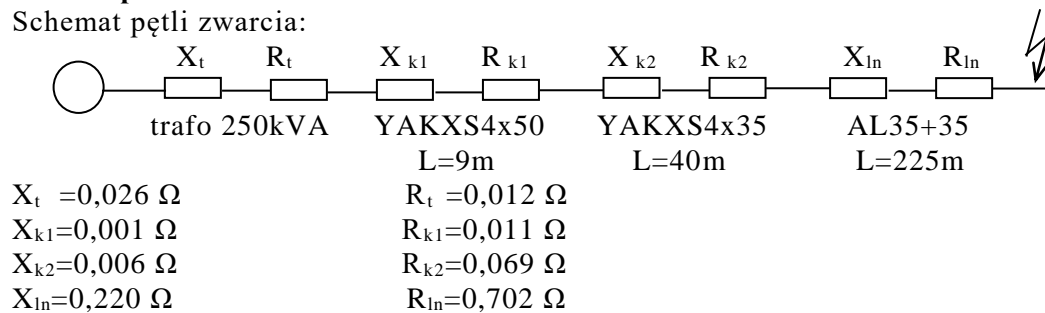 Schemat pętli zwarcia:
Xt Rt X k1 R k1 X k2 R k2 Xln Rln
trafo 250kVA YAKXS4x50 YAKXS4x35 AL35+35
L=9m L=40m L=225m
Xt =0,026 Ω Rt =0,012 Ω
Xk1=0,001 Ω Rk1=0,011 Ω
Xk2=0,006 Ω Rk2=0,069 Ω
Xln=0,220 Ω Rln=0,702 Ω